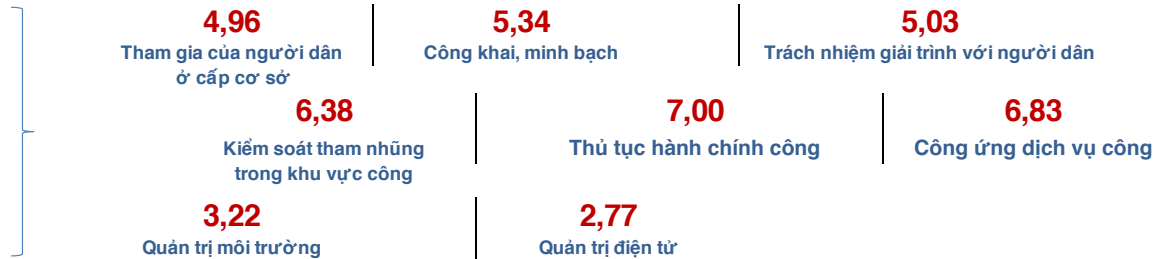 4,96 5,34 5,03
Tham gia của người dân Công khai, minh bạch Trách nhiệm giải trình với người dân
ở cấp cơ sở
6,38 7,00 6,83
Kiểm soát tham nhũng Thủ tục hành chính công Công ứng dịch vụ công
trong khu vực công
3,22 2,77
Quản trị môi trường Quản trị điện tử